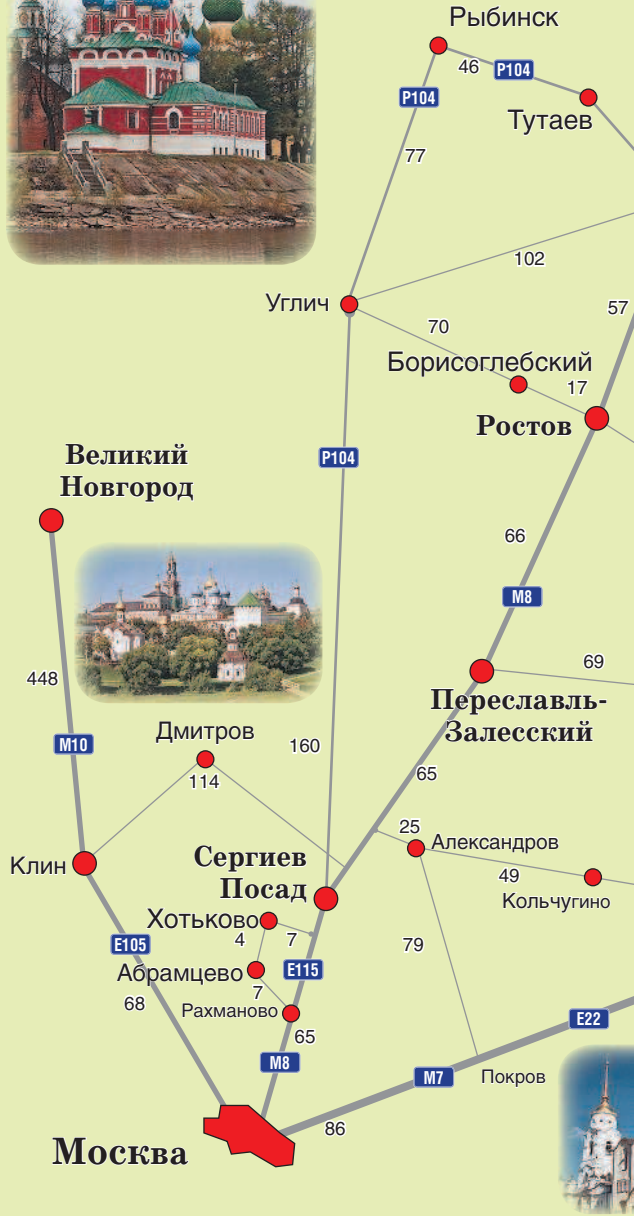 Рыбинск
46
Р104
Р104
Тутаев
77
102
Углич
57
70
Борисоглебский
17
Ростов
Великий
Новгород
Р104
66
М8
448
69
Переславль-
Залесский
Дмитров
М10
160
114
65
25
Александров
Клин
Сергиев
Посад
49
Кольчугино
Хотьково
4
7
Е105
79
Абрамцево
Е115
7
68
Рахманово
Е22
65
М8
М7
Покров
86
Москва